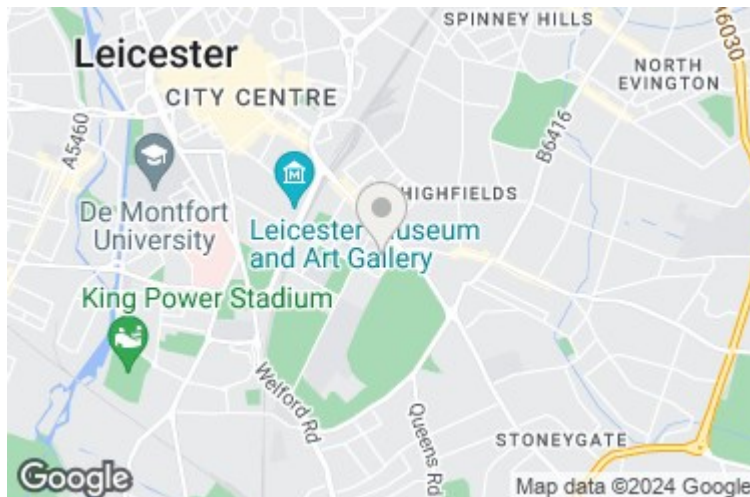 SPINNEY HILLS
A6030
Leicester
NORTH
EVINGTON
CITY CENTRE
A5460
B6416
M
HIGHFIELDS
De Montfort
University
Leicester Museum
and Art Gallery
King Power Stadium
Welford Rd
Queens Rd
STONEYGATE
Google
Map data ©2024 Google